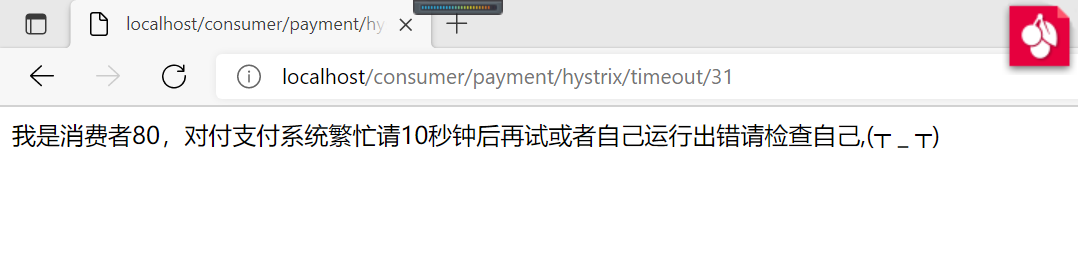 localhost/consumer/payment/hy
localhost/consumer/payment/hystrix/timeout/31
我是消费者80，对付支付系统繁忙请10秒钟后再试或者自己运行出错请检查自己,(┬＿┬)